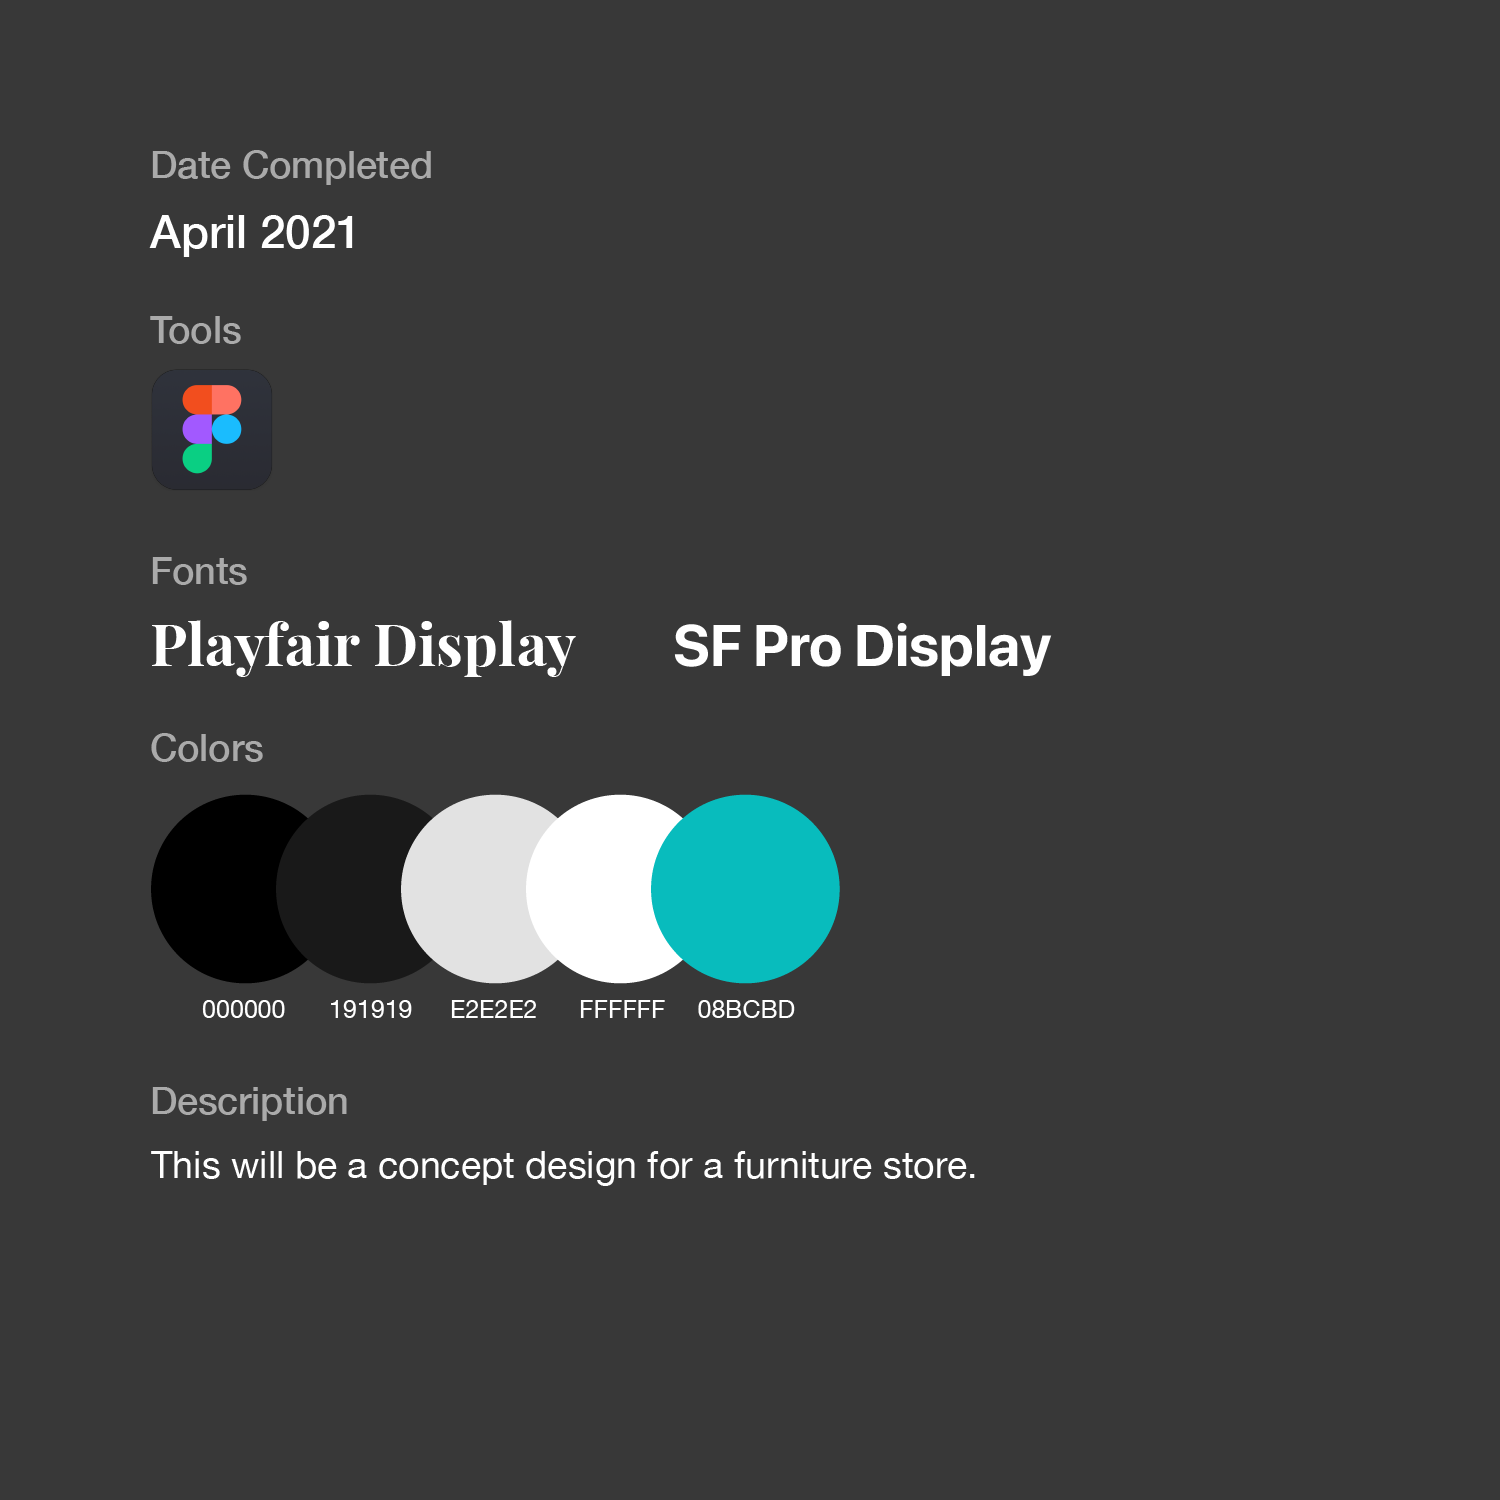 Date Completed
April 2021
Tools
Fonts
Playfair Display SF Pro Display
Colors
000000 191919 E2E2E2 FFFFFF 08BCBD
Description
This will be a concept design for a furniture store.